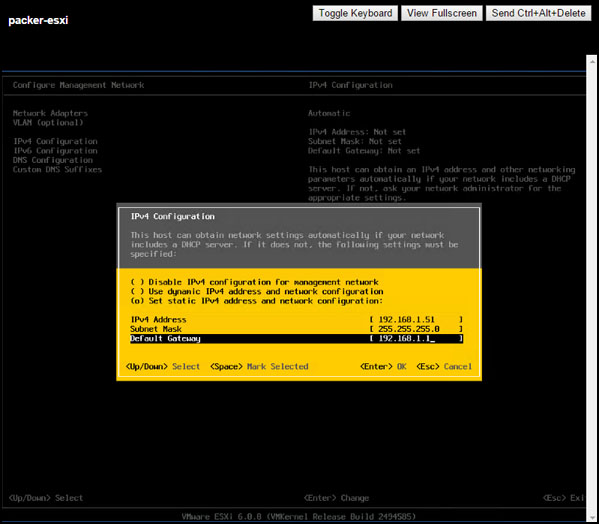 packer-esxi
Toggle Keyboard View Fullscreen Send Ctrl+Alt+Delete
Configure Management Network
IPv4 Configuration
Network Adapters
VLAN (optional)
IPv4 Configuration
IPv6 Configuration
DNS Configuration
Custom DNS Suffixes
Automatic
IPv4 Address: Not set
Subnet Mask: Not set
Default Gateway: Not set
This host can obtain an IPv4 address and other networking
parameters automatically if your network includes a DHCP
server. If not, ask your network administrator for the
appropriate settings.
IPv4 Configuration
This host can obtain network settings automatically if your network
includes a DHCP server. If it does not, the following settings must be
specified:
( ) Disable IPv4 configuration for management network
( ) Use dynamic IPv4 address and network configuration
(o) Set static IPv4 address and network configuration:
IPv4 Address [ 192.168.1.51 ]
Subnet Mask [ 255.255.255.0 ]
Default Gateway [ 192.168.1.1_ ]
<Up/Down> Select <Space> Mark Selected <Enter> OK <Esc> Cancel
<Up/Down> Select <Enter> Change <Esc> Exi
VMware ESXi 6.0.0 (VMKernel Release Build 2494585)